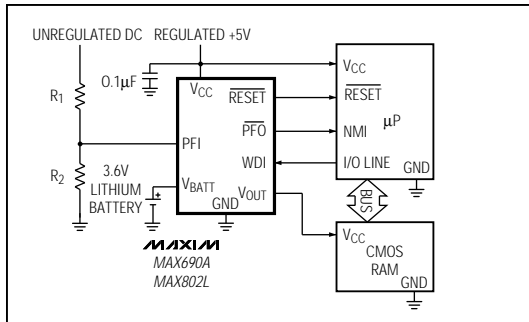 UNREGULATED DC
REGULATED +5V
0.1µF
R1
R2
3.6V
LITHIUM
BATTERY
VCC
RESET
PFO
PFI
WDI
VBATT
VOUT
GND
MAXIM
MAX690A
MAX802L
VCC
RESET
µP
NMI
I/O LINE
GND
BUS
VCC
CMOS
RAM
GND